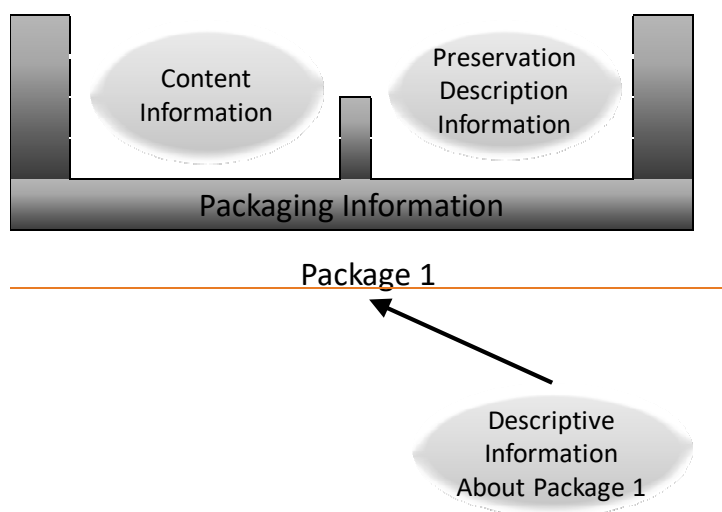 Content
Information
Preservation
Description
Information
Packaging Information
Package 1
Descriptive
Information
About Package 1